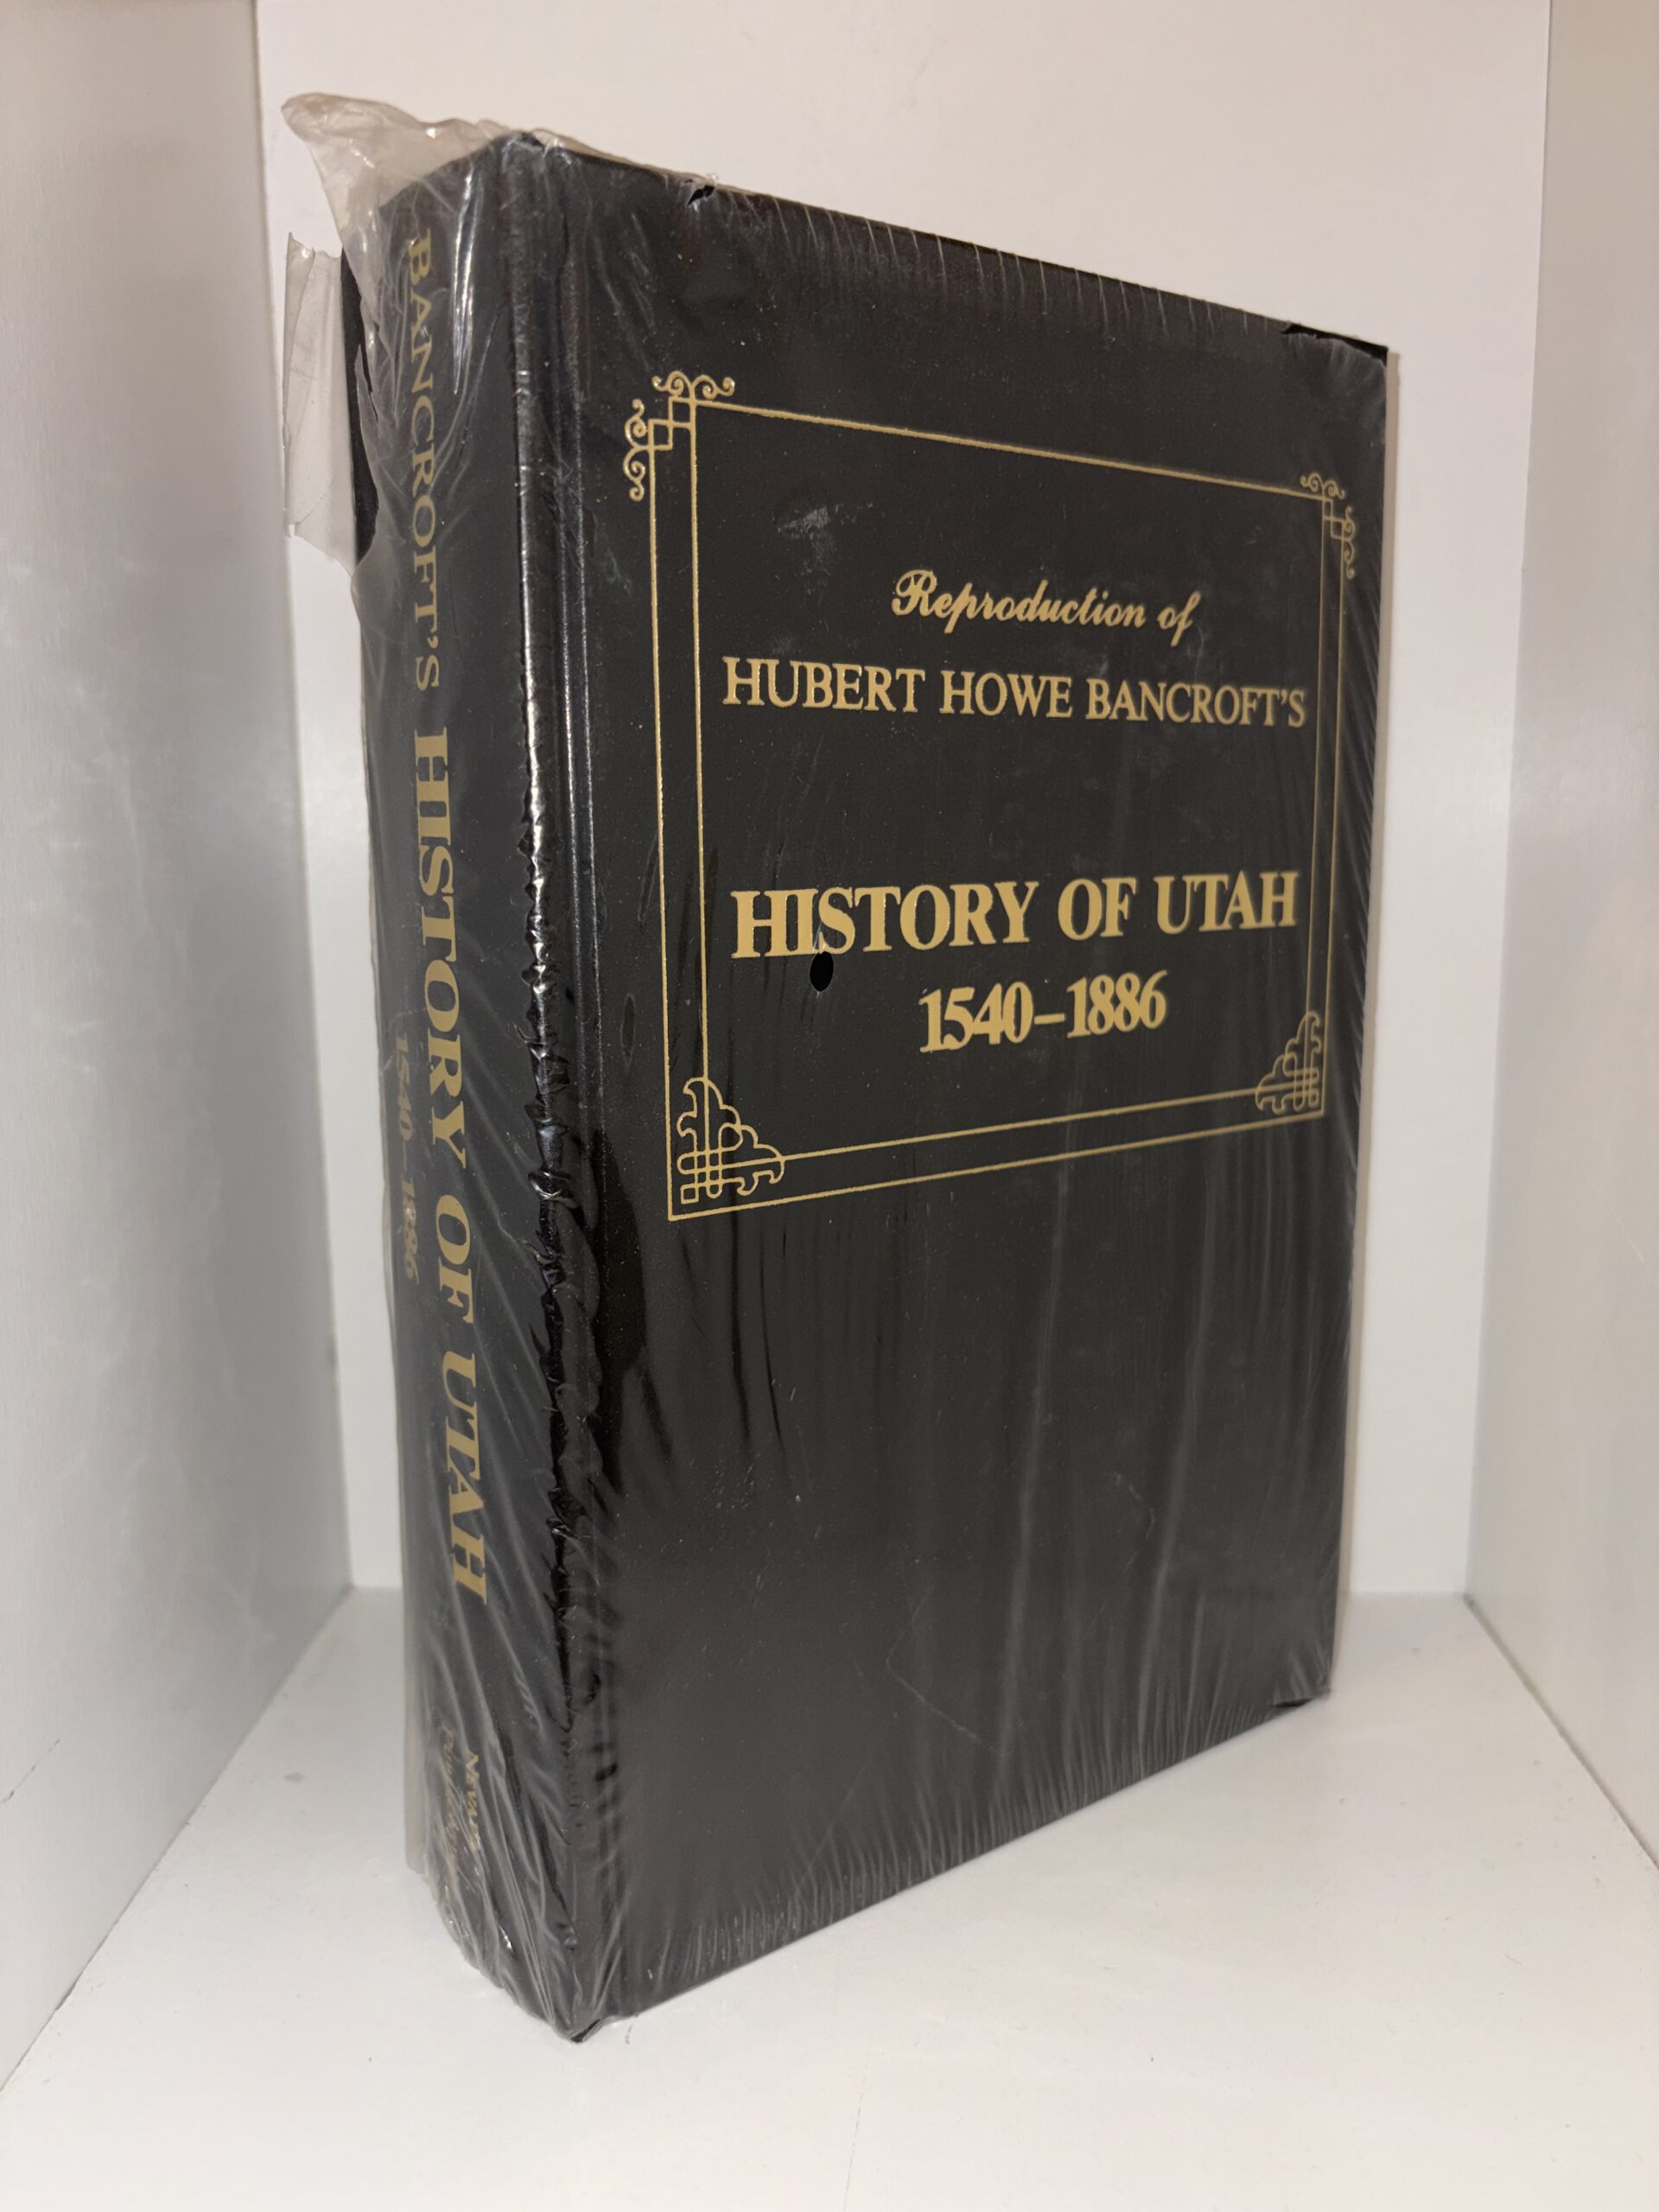 BANCROFT'S HISTORY OF UTAH
1540–1886
Reproduction of
HUBERT HOWE BANCROFT'S
HISTORY OF UTAH
1540–1886